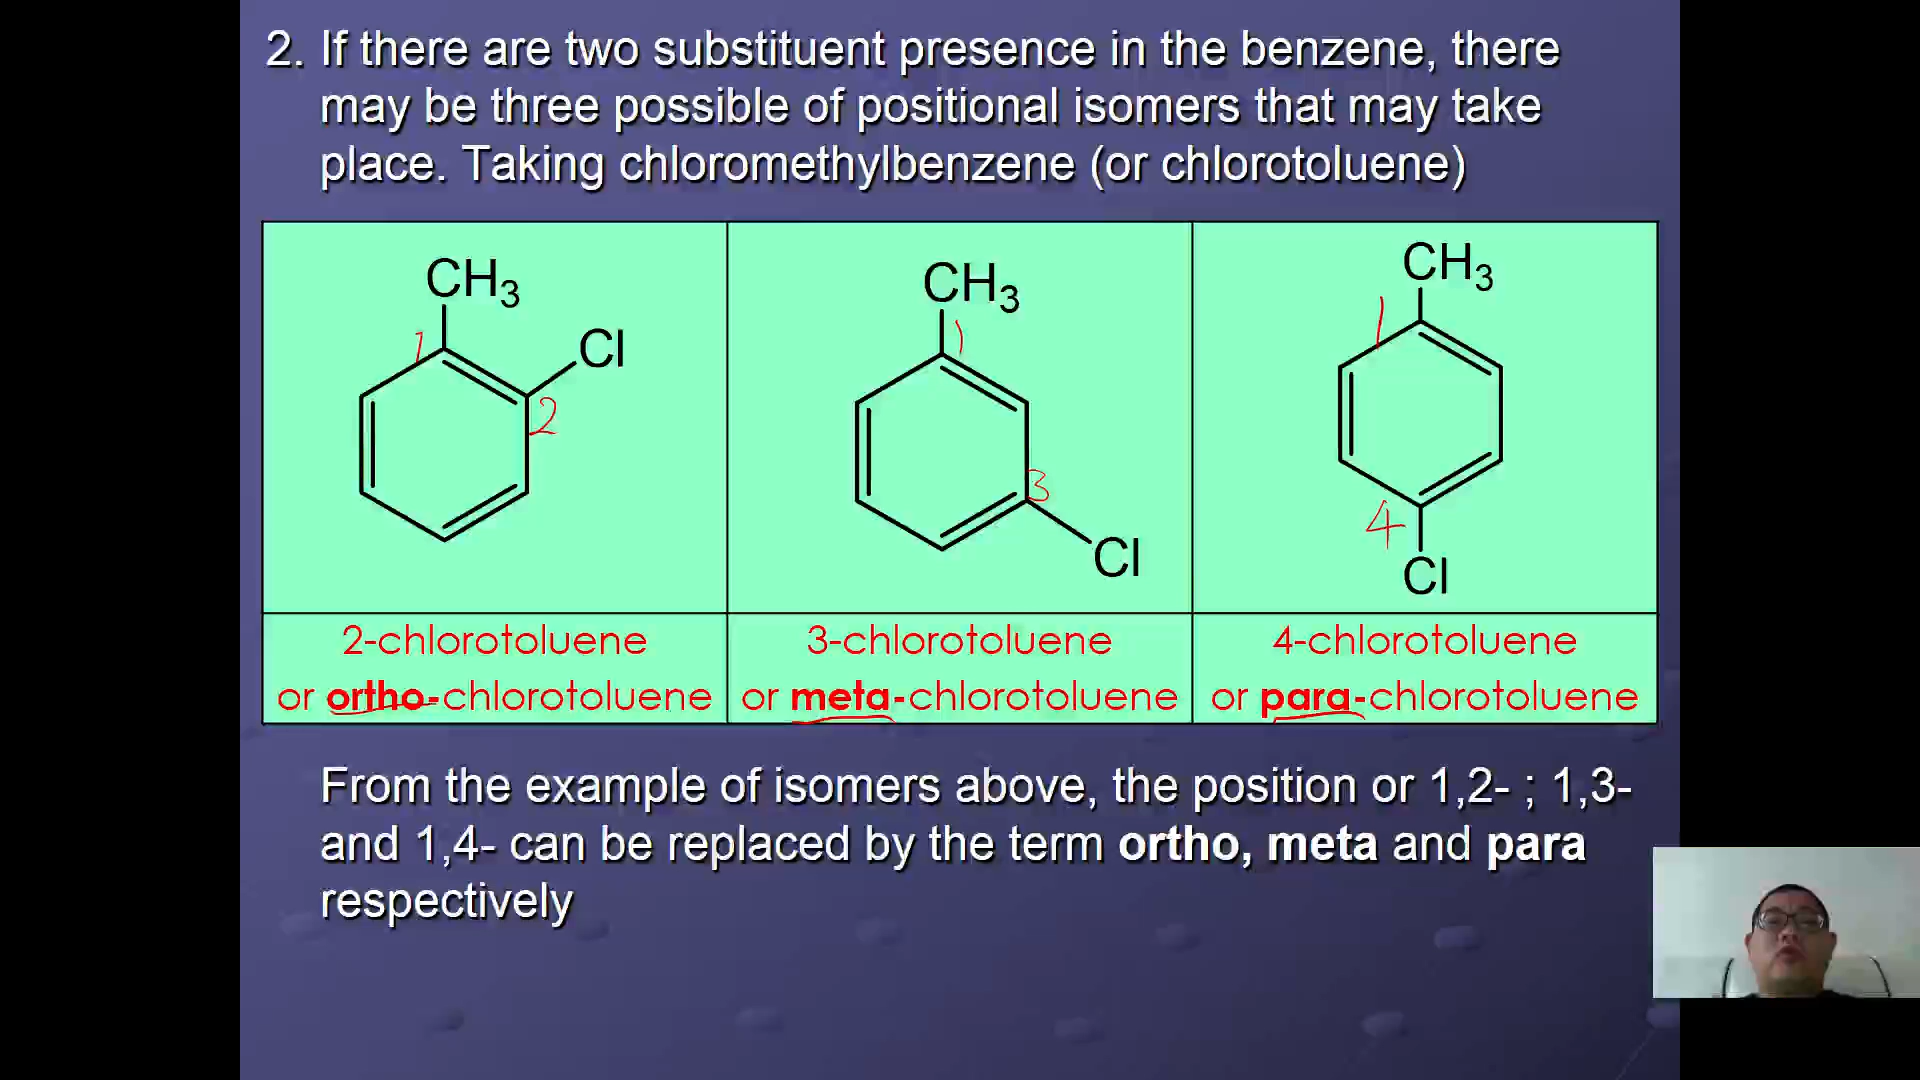 2. If there are two substituent presence in the benzene, there
may be three possible of positional isomers that may take
place. Taking chloromethylbenzene (or chlorotoluene)
CH3
Cl
1
2
CH3
1
3
Cl
CH3
1
4
Cl
2-chlorotoluene
or ortho-chlorotoluene
3-chlorotoluene
or meta-chlorotoluene
4-chlorotoluene
or para-chlorotoluene
From the example of isomers above, the position or 1,2- ; 1,3-
and 1,4- can be replaced by the term ortho, meta and para
respectively